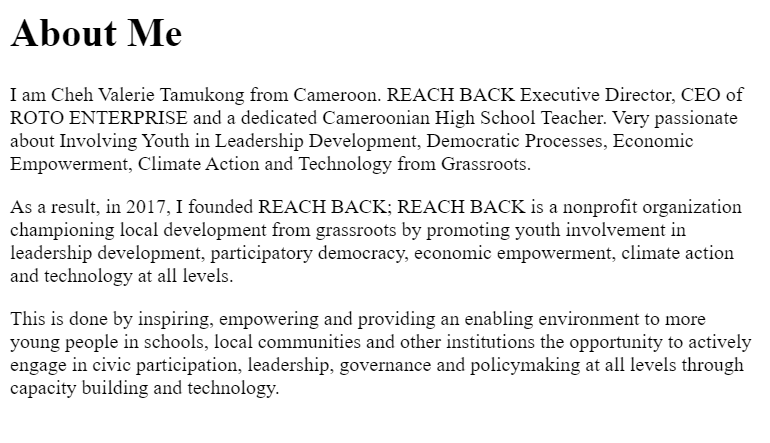 About Me
I am Cheh Valerie Tamukong from Cameroon. REACH BACK Executive Director, CEO of
ROTO ENTERPRISE and a dedicated Cameroonian High School Teacher. Very passionate
about Involving Youth in Leadership Development, Democratic Processes, Economic
Empowerment, Climate Action and Technology from Grassroots.
As a result, in 2017, I founded REACH BACK; REACH BACK is a nonprofit organization
championing local development from grassroots by promoting youth involvement in
leadership development, participatory democracy, economic empowerment, climate action
and technology at all levels.
This is done by inspiring, empowering and providing an enabling environment to more
young people in schools, local communities and other institutions the opportunity to actively
engage in civic participation, leadership, governance and policymaking at all levels through
capacity building and technology.